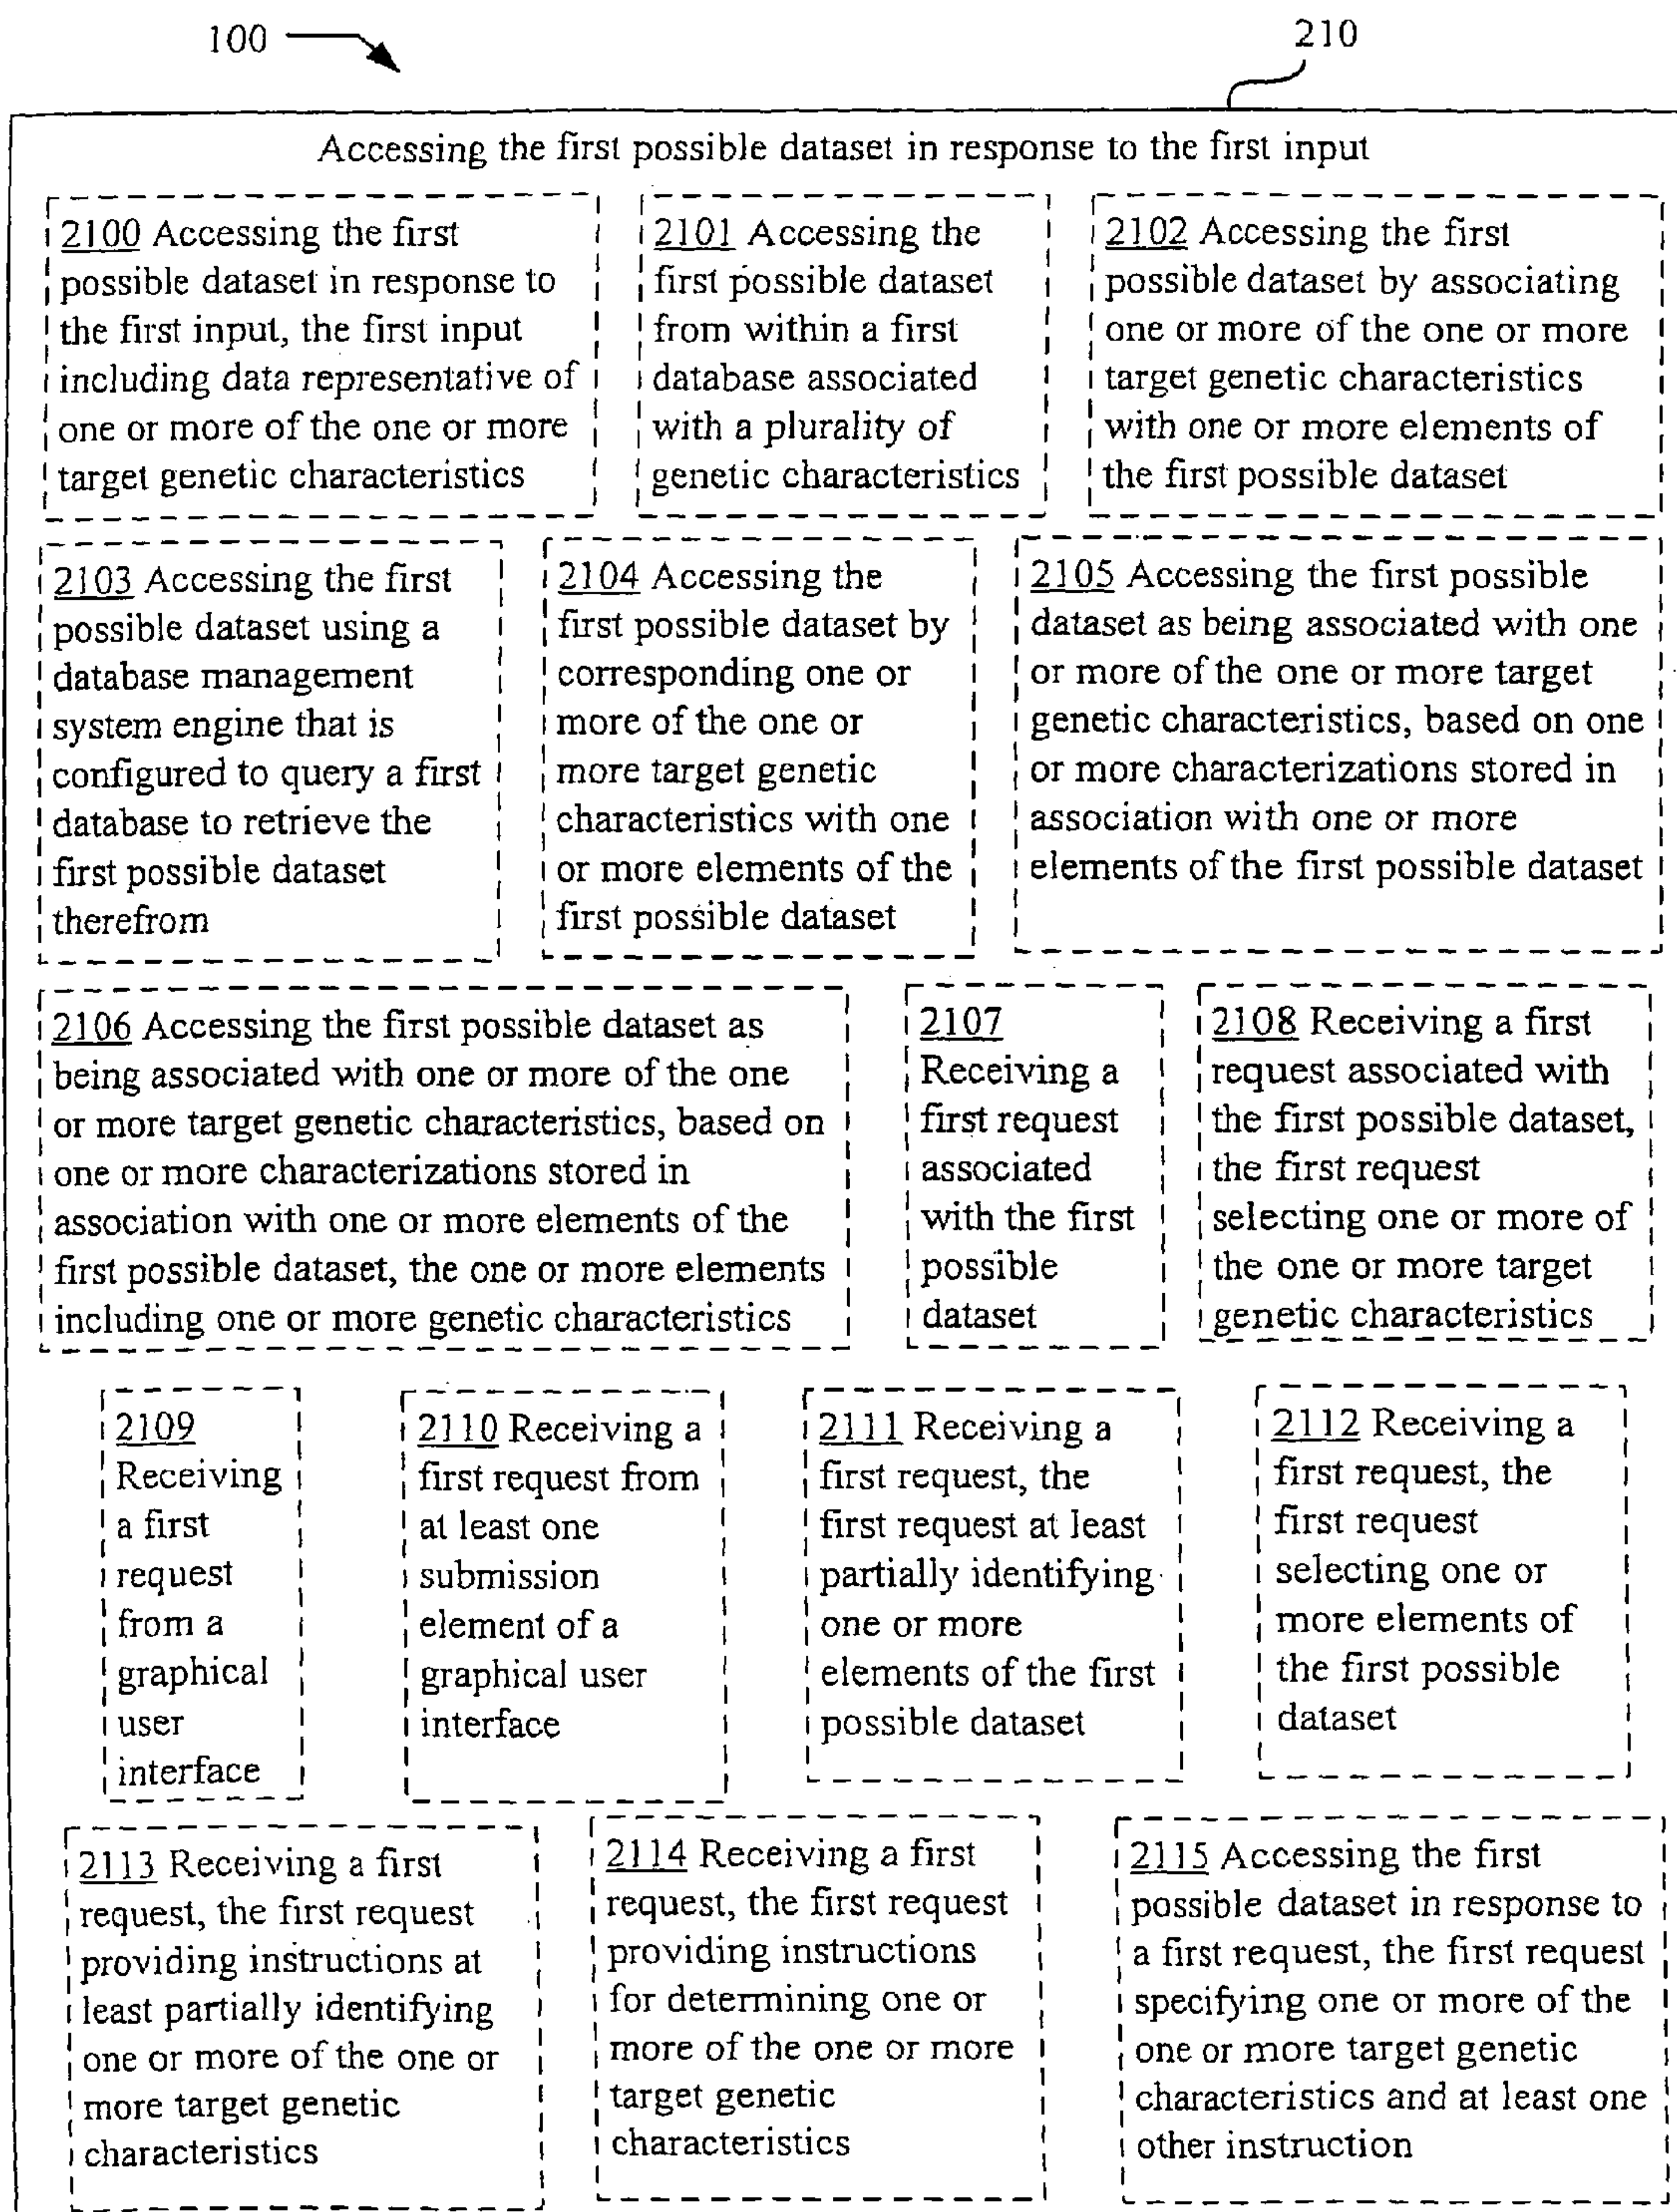 100
210
Accessing the first possible dataset in response to the first input
2100 Accessing the first
possible dataset in response to
the first input, the first input
including data representative of
one or more of the one or more
target genetic characteristics
2101 Accessing the
first possible dataset
from within a first
database associated
with a plurality of
genetic characteristics
2102 Accessing the first
possible dataset by associating
one or more of the one or more
target genetic characteristics
with one or more elements of
the first possible dataset
2103 Accessing the first
possible dataset using a
database management
system engine that is
configured to query a first
database to retrieve the
first possible dataset
therefrom
2104 Accessing the
first possible dataset by
corresponding one or
more of the one or
more target genetic
characteristics with one
or more elements of the
first possible dataset
2105 Accessing the first possible
dataset as being associated with one
or more of the one or more target
genetic characteristics, based on one
or more characterizations stored in
association with one or more
elements of the first possible dataset
2106 Accessing the first possible dataset as
being associated with one or more of the one
or more target genetic characteristics, based on
one or more characterizations stored in
association with one or more elements of the
first possible dataset, the one or more elements
including one or more genetic characteristics
2107
Receiving a
first request
associated
with the first
possible
dataset
2108 Receiving a first
request associated with
the first possible dataset,
the first request
selecting one or more of
the one or more target
genetic characteristics
2109
Receiving
a first
request
from a
graphical
user
interface
2110 Receiving a
first request from
at least one
submission
element of a
graphical user
interface
2111 Receiving a
first request, the
first request at least
partially identifying
one or more
elements of the first
possible dataset
2112 Receiving a
first request, the
first request
selecting one or
more elements of
the first possible
dataset
2113 Receiving a first
request, the first request
providing instructions at
least partially identifying
one or more of the one or
more target genetic
characteristics
2114 Receiving a first
request, the first request
providing instructions
for determining one or
more of the one or more
target genetic
characteristics
2115 Accessing the first
possible dataset in response to
a first request, the first request
specifying one or more of the
one or more target genetic
characteristics and at least one
other instruction